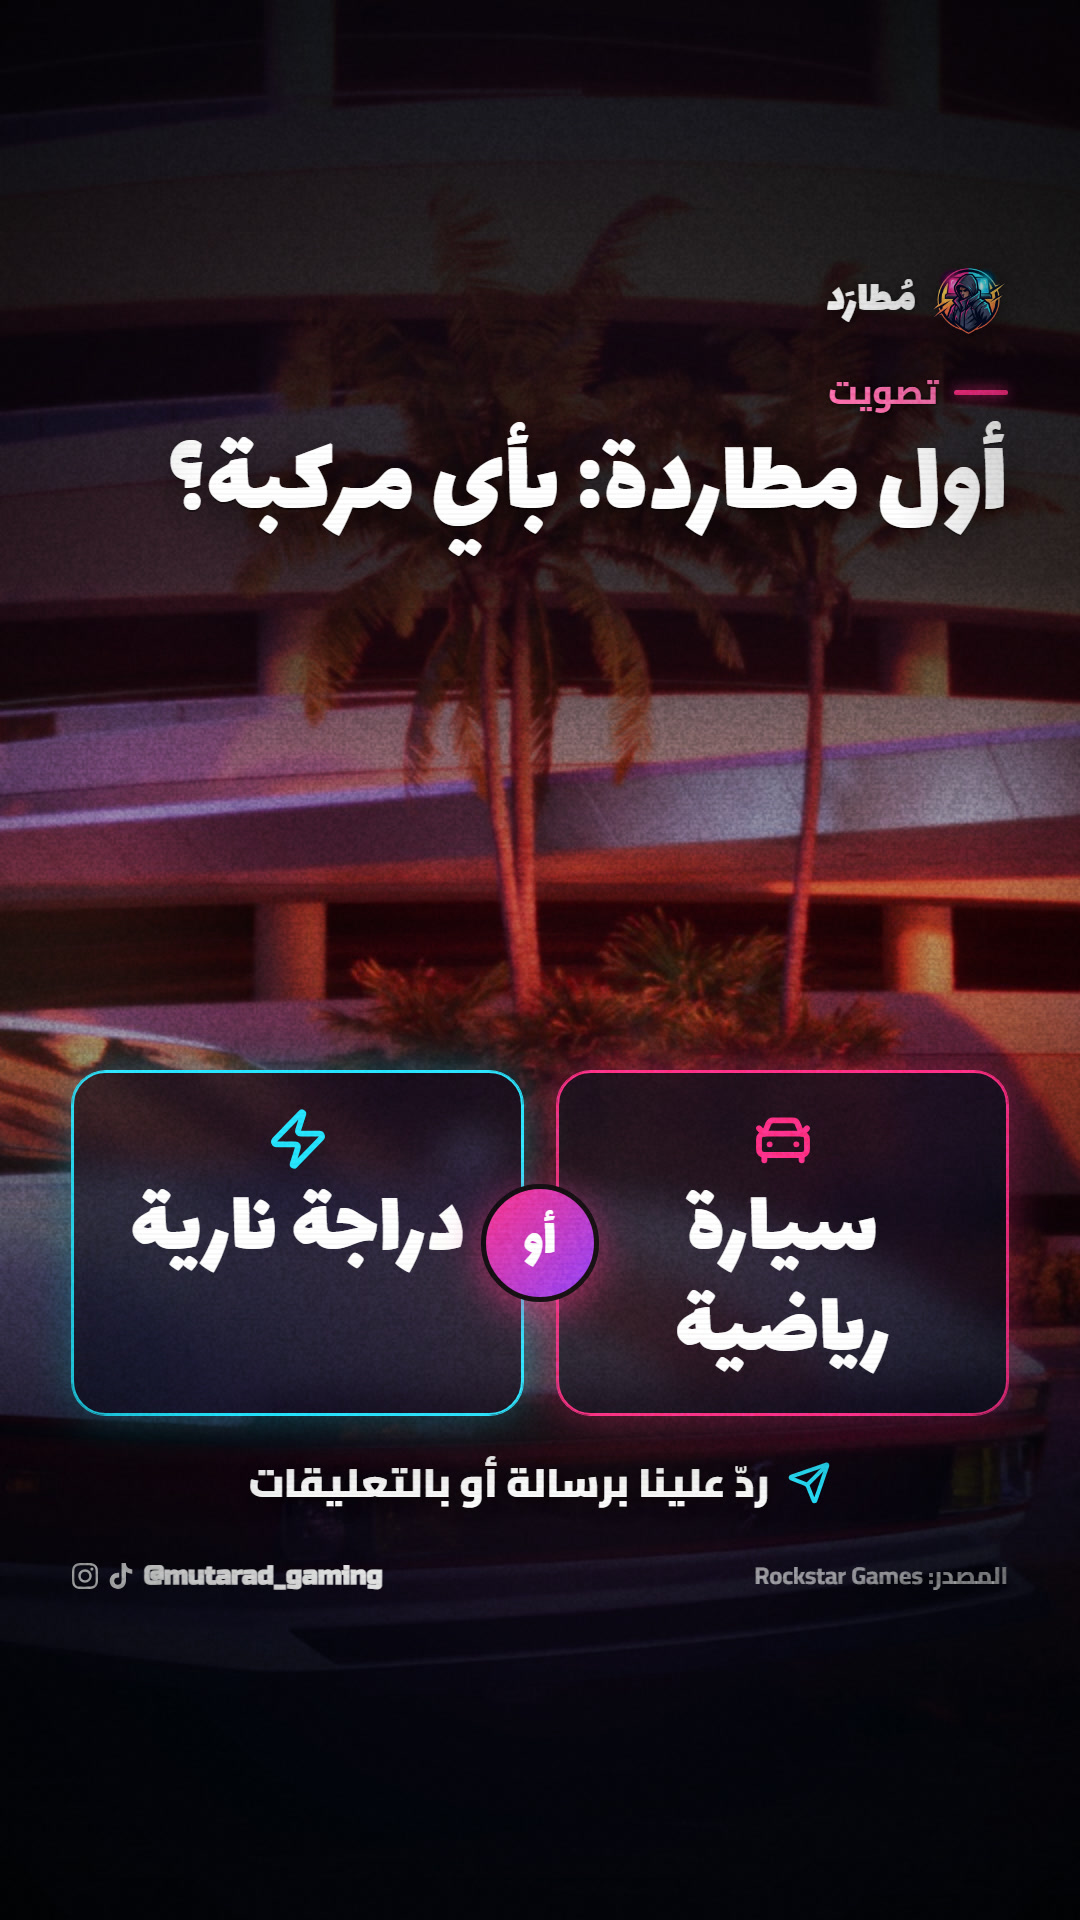 مُطارَد
تصويت
أول مطاردة: بأي مركبة؟
سيارة
رياضية
أو
دراجة نارية
ردّ علينا برسالة أو بالتعليقات
المصدر: Rockstar Games
@mutarad_gaming